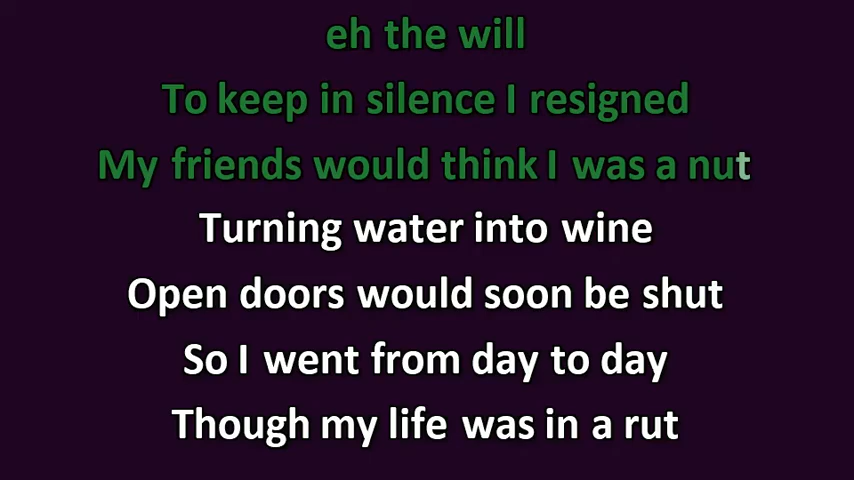 eh the will
To keep in silence I resigned
My friends would think I was a nut
Turning water into wine
Open doors would soon be shut
So I went from day to day
Though my life was in a rut